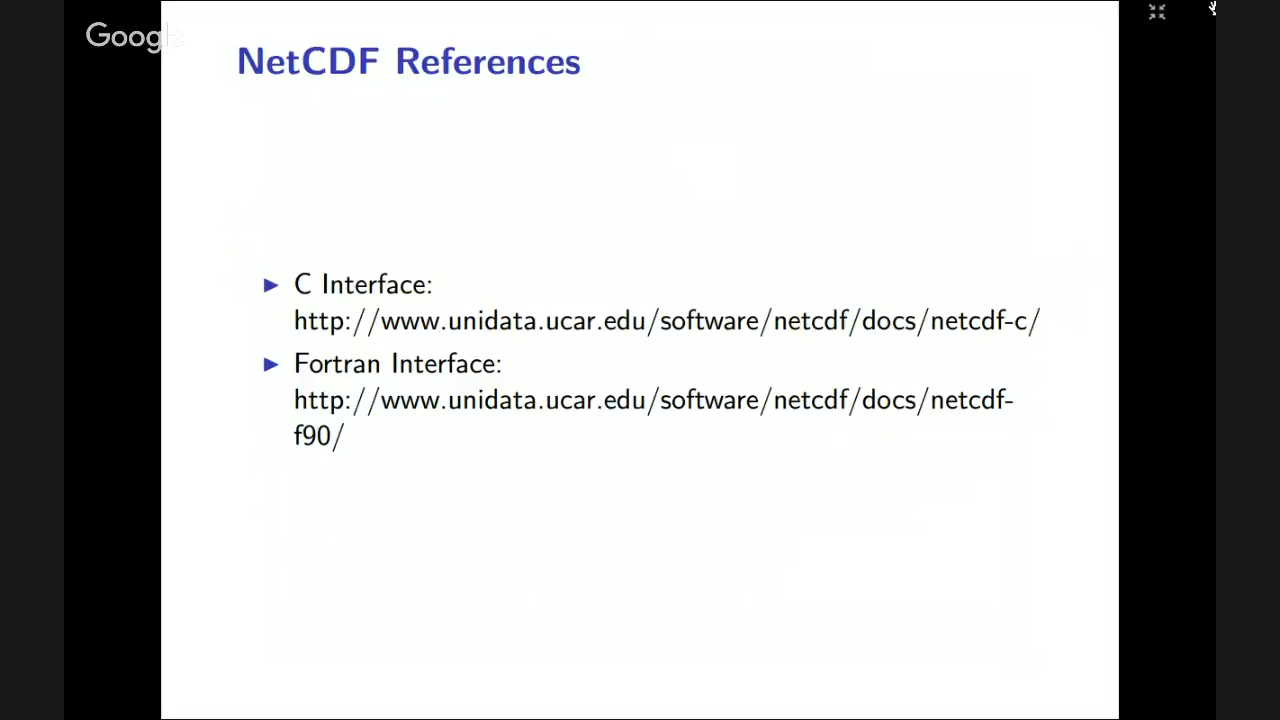 Google
NetCDF References
C Interface:
http://www.unidata.ucar.edu/software/netcdf/docs/netcdf-c/
Fortran Interface:
http://www.unidata.ucar.edu/software/netcdf/docs/netcdf-
f90/